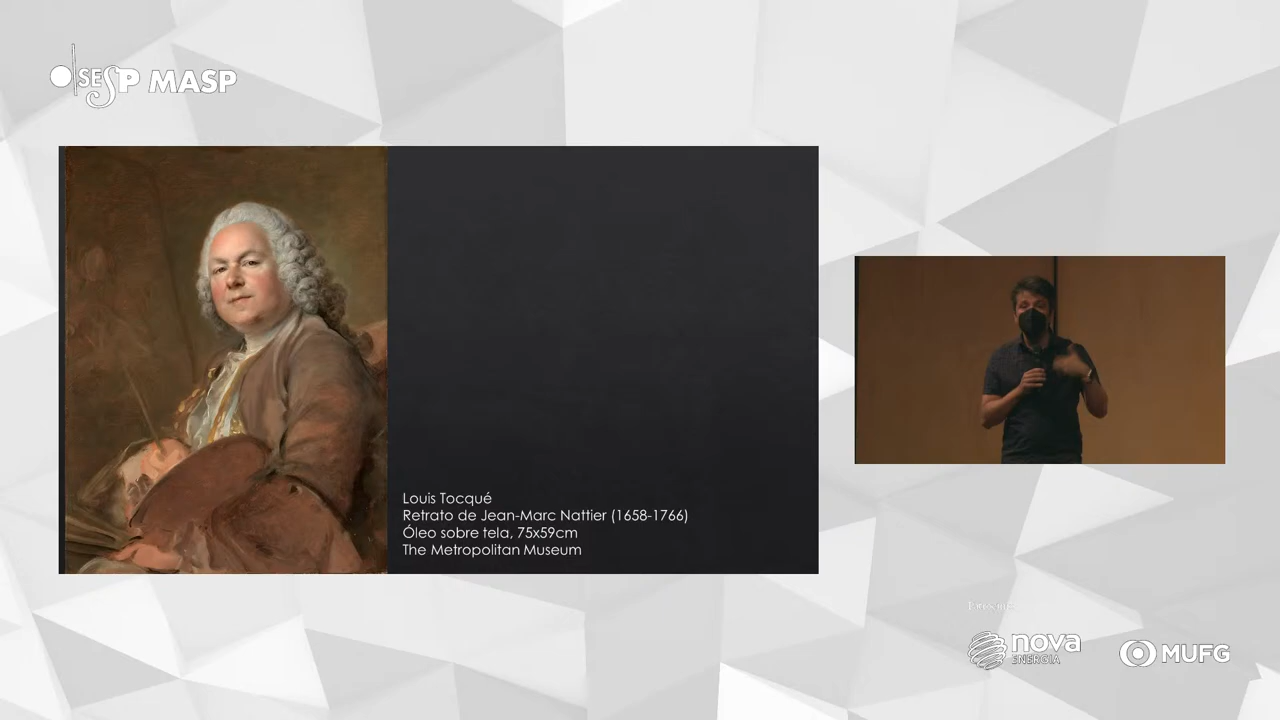 OSESP MASP
Louis Tocqué
Retrato de Jean-Marc Nattier (1658-1766)
Óleo sobre tela, 75x59cm
The Metropolitan Museum
nova
ENERGIA
MUFG